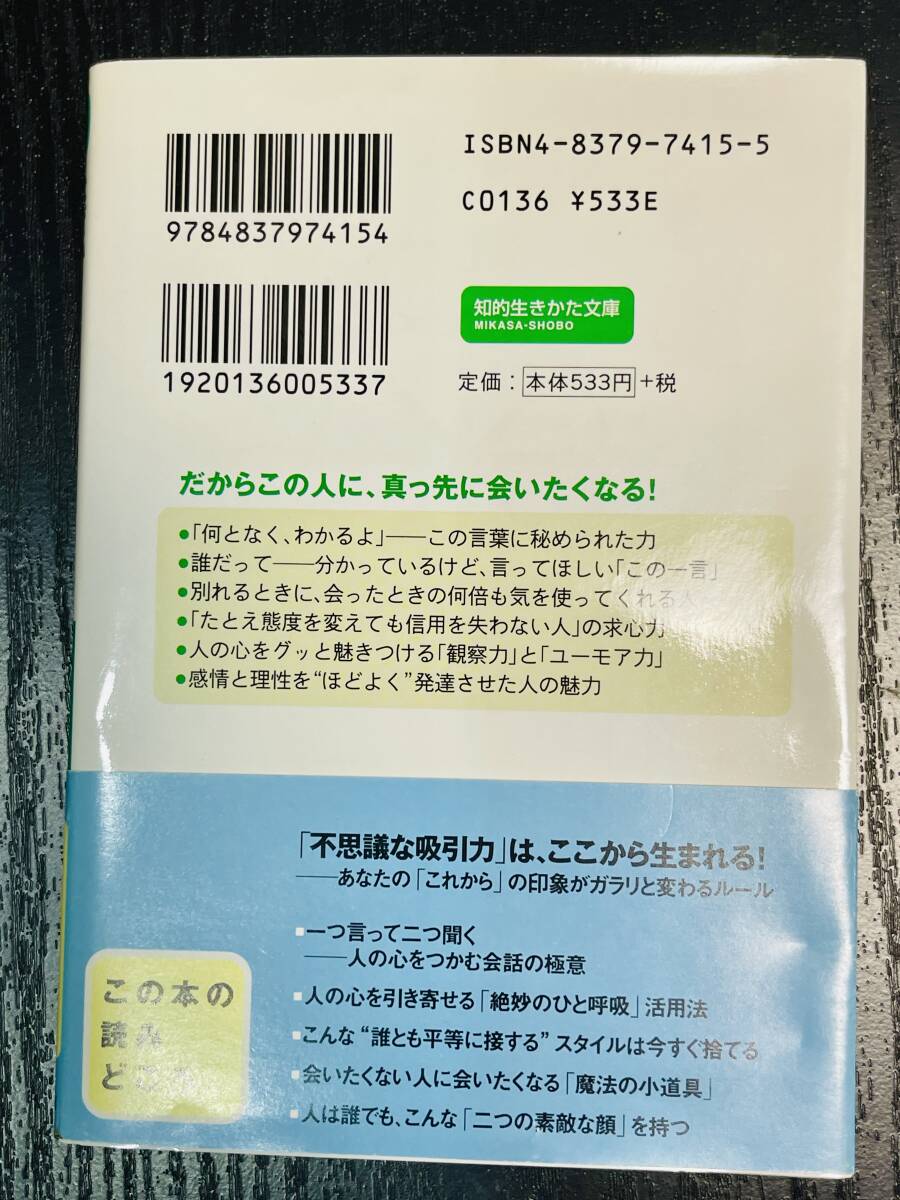 9784837974154
ISBN4-8379-7415-5
C0136 ¥533E
1920136005337
知的生きかた文庫
MIKASA-SHOBO
定価：本体533円+税
だからこの人に、真っ先に会いたくなる!
●「何となく、わかるよ」――この言葉に秘められた力
●誰だって――分かっているけど、言ってほしい「この一言」
●別れるときに、会ったときの何倍も気を使ってくれる人
●「たとえ態度を変えても信用を失わない人」の求心力
●人の心をグッと魅きつける「観察力」と「ユーモア力」
●感情と理性を“ほどよく”発達させた人の魅力
「不思議な吸引力」は、ここから生まれる!
――あなたの「これから」の印象がガラリと変わるルール
■一つ言って二つ聞く
――人の心をつかむ会話の極意
■人の心を引き寄せる「絶妙のひと呼吸」活用法
■こんな“誰とも平等に接する”スタイルは今すぐ捨てる
■会いたくない人に会いたくなる「魔法の小道具」
■人は誰でも、こんな「二つの素敵な顔」を持つ
この本の
読み
どころ